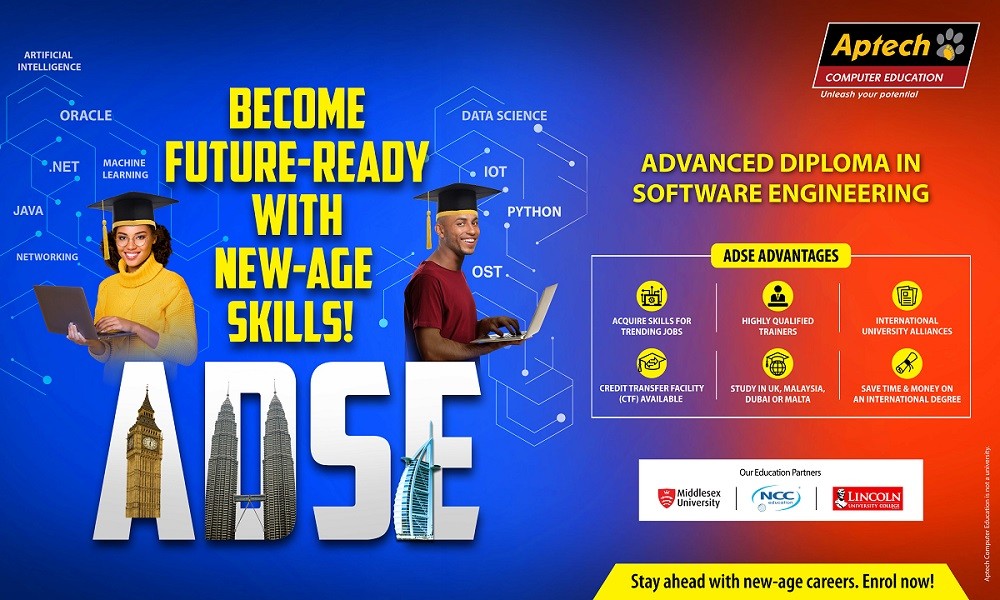 ARTIFICIAL
INTELLIGENCE
ORACLE
.NET
MACHINE
LEARNING
JAVA
NETWORKING
BECOME
FUTURE-READY
WITH
NEW-AGE
SKILLS!
DATA SCIENCE
IOT
PYTHON
OST
ADSE
Aptech
COMPUTER EDUCATION
Unleash your potential
ADVANCED DIPLOMA IN
SOFTWARE ENGINEERING
ADSE ADVANTAGES
ACQUIRE SKILLS FOR
TRENDING JOBS
HIGHLY QUALIFIED
TRAINERS
INTERNATIONAL
UNIVERSITY ALLIANCES
CREDIT TRANSFER FACILITY
(CTF) AVAILABLE
STUDY IN UK, MALAYSIA,
DUBAI OR MALTA
SAVE TIME & MONEY ON
AN INTERNATIONAL DEGREE
Our Education Partners
Middlesex
University
NCC
education
LINCOLN
UNIVERSITY COLLEGE
Stay ahead with new-age careers. Enrol now!
Aptech Computer Education is not a university.